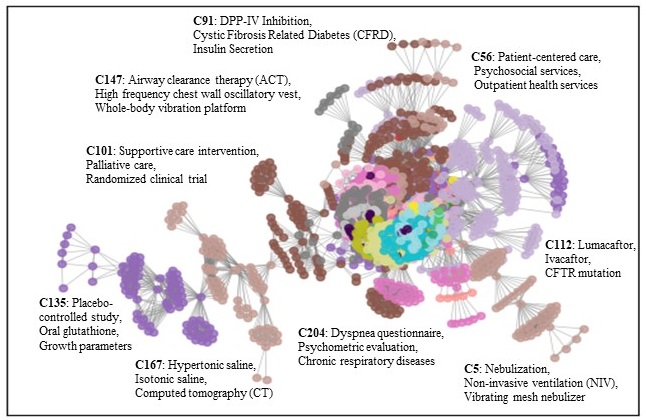 C91: DPP-IV Inhibition,
Cystic Fibrosis Related Diabetes (CFRD),
Insulin Secretion
C56: Patient-centered care,
Psychosocial services,
Outpatient health services
C147: Airway clearance therapy (ACT),
High frequency chest wall oscillatory vest,
Whole-body vibration platform
C101: Supportive care intervention,
Palliative care,
Randomized clinical trial
C112: Lumacaftor,
Ivacaftor,
CFTR mutation
C135: Placebo-
controlled study,
Oral glutathione,
Growth parameters
C204: Dyspnea questionnaire,
Psychometric evaluation,
Chronic respiratory diseases
C167: Hypertonic saline,
Isotonic saline,
Computed tomography (CT)
C5: Nebulization,
Non-invasive ventilation (NIV),
Vibrating mesh nebulizer